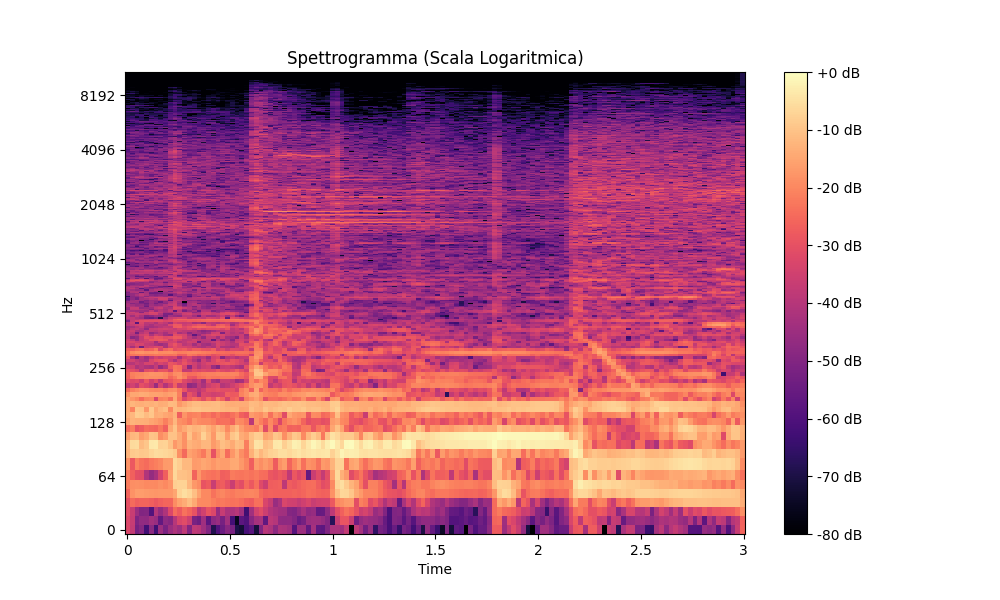 Spettrogramma (Scala Logaritmica)
Hz
8192
4096
2048
1024
512
256
128
64
0
0 0.5 1 1.5 2 2.5 3
Time
+0 dB
-10 dB
-20 dB
-30 dB
-40 dB
-50 dB
-60 dB
-70 dB
-80 dB